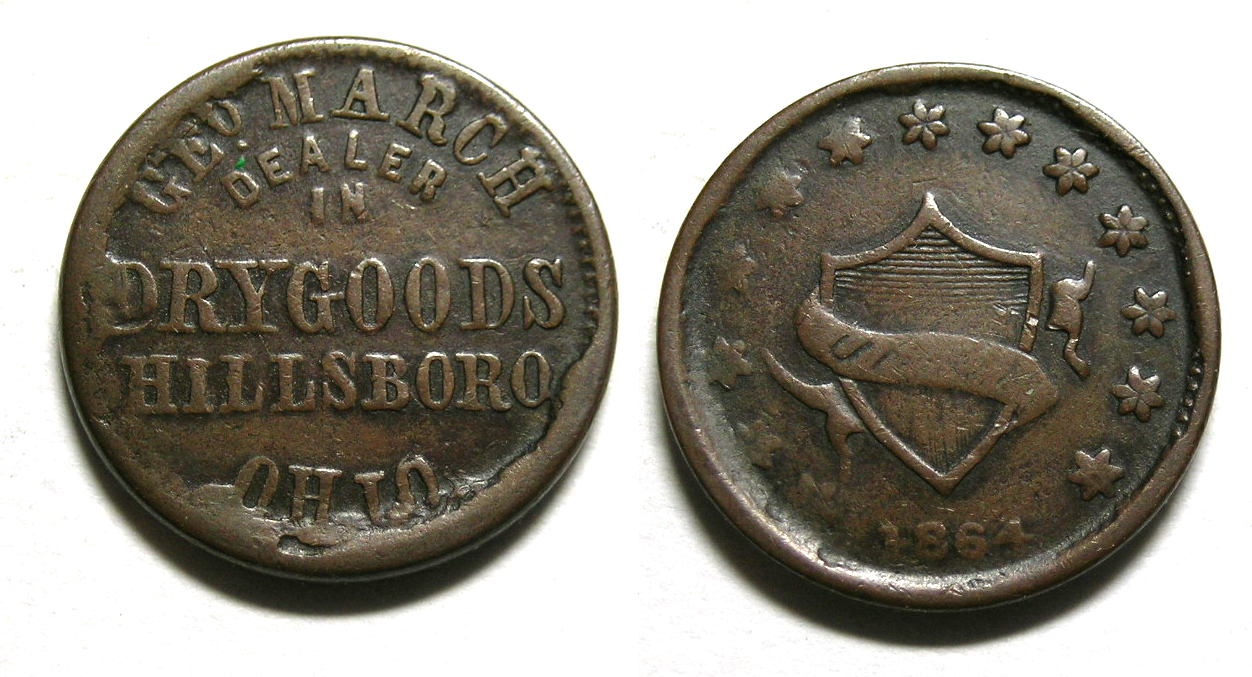 GEO. MARCH
DEALER
IN
DRYGOODS
HILLSBORO
OHIO
1864